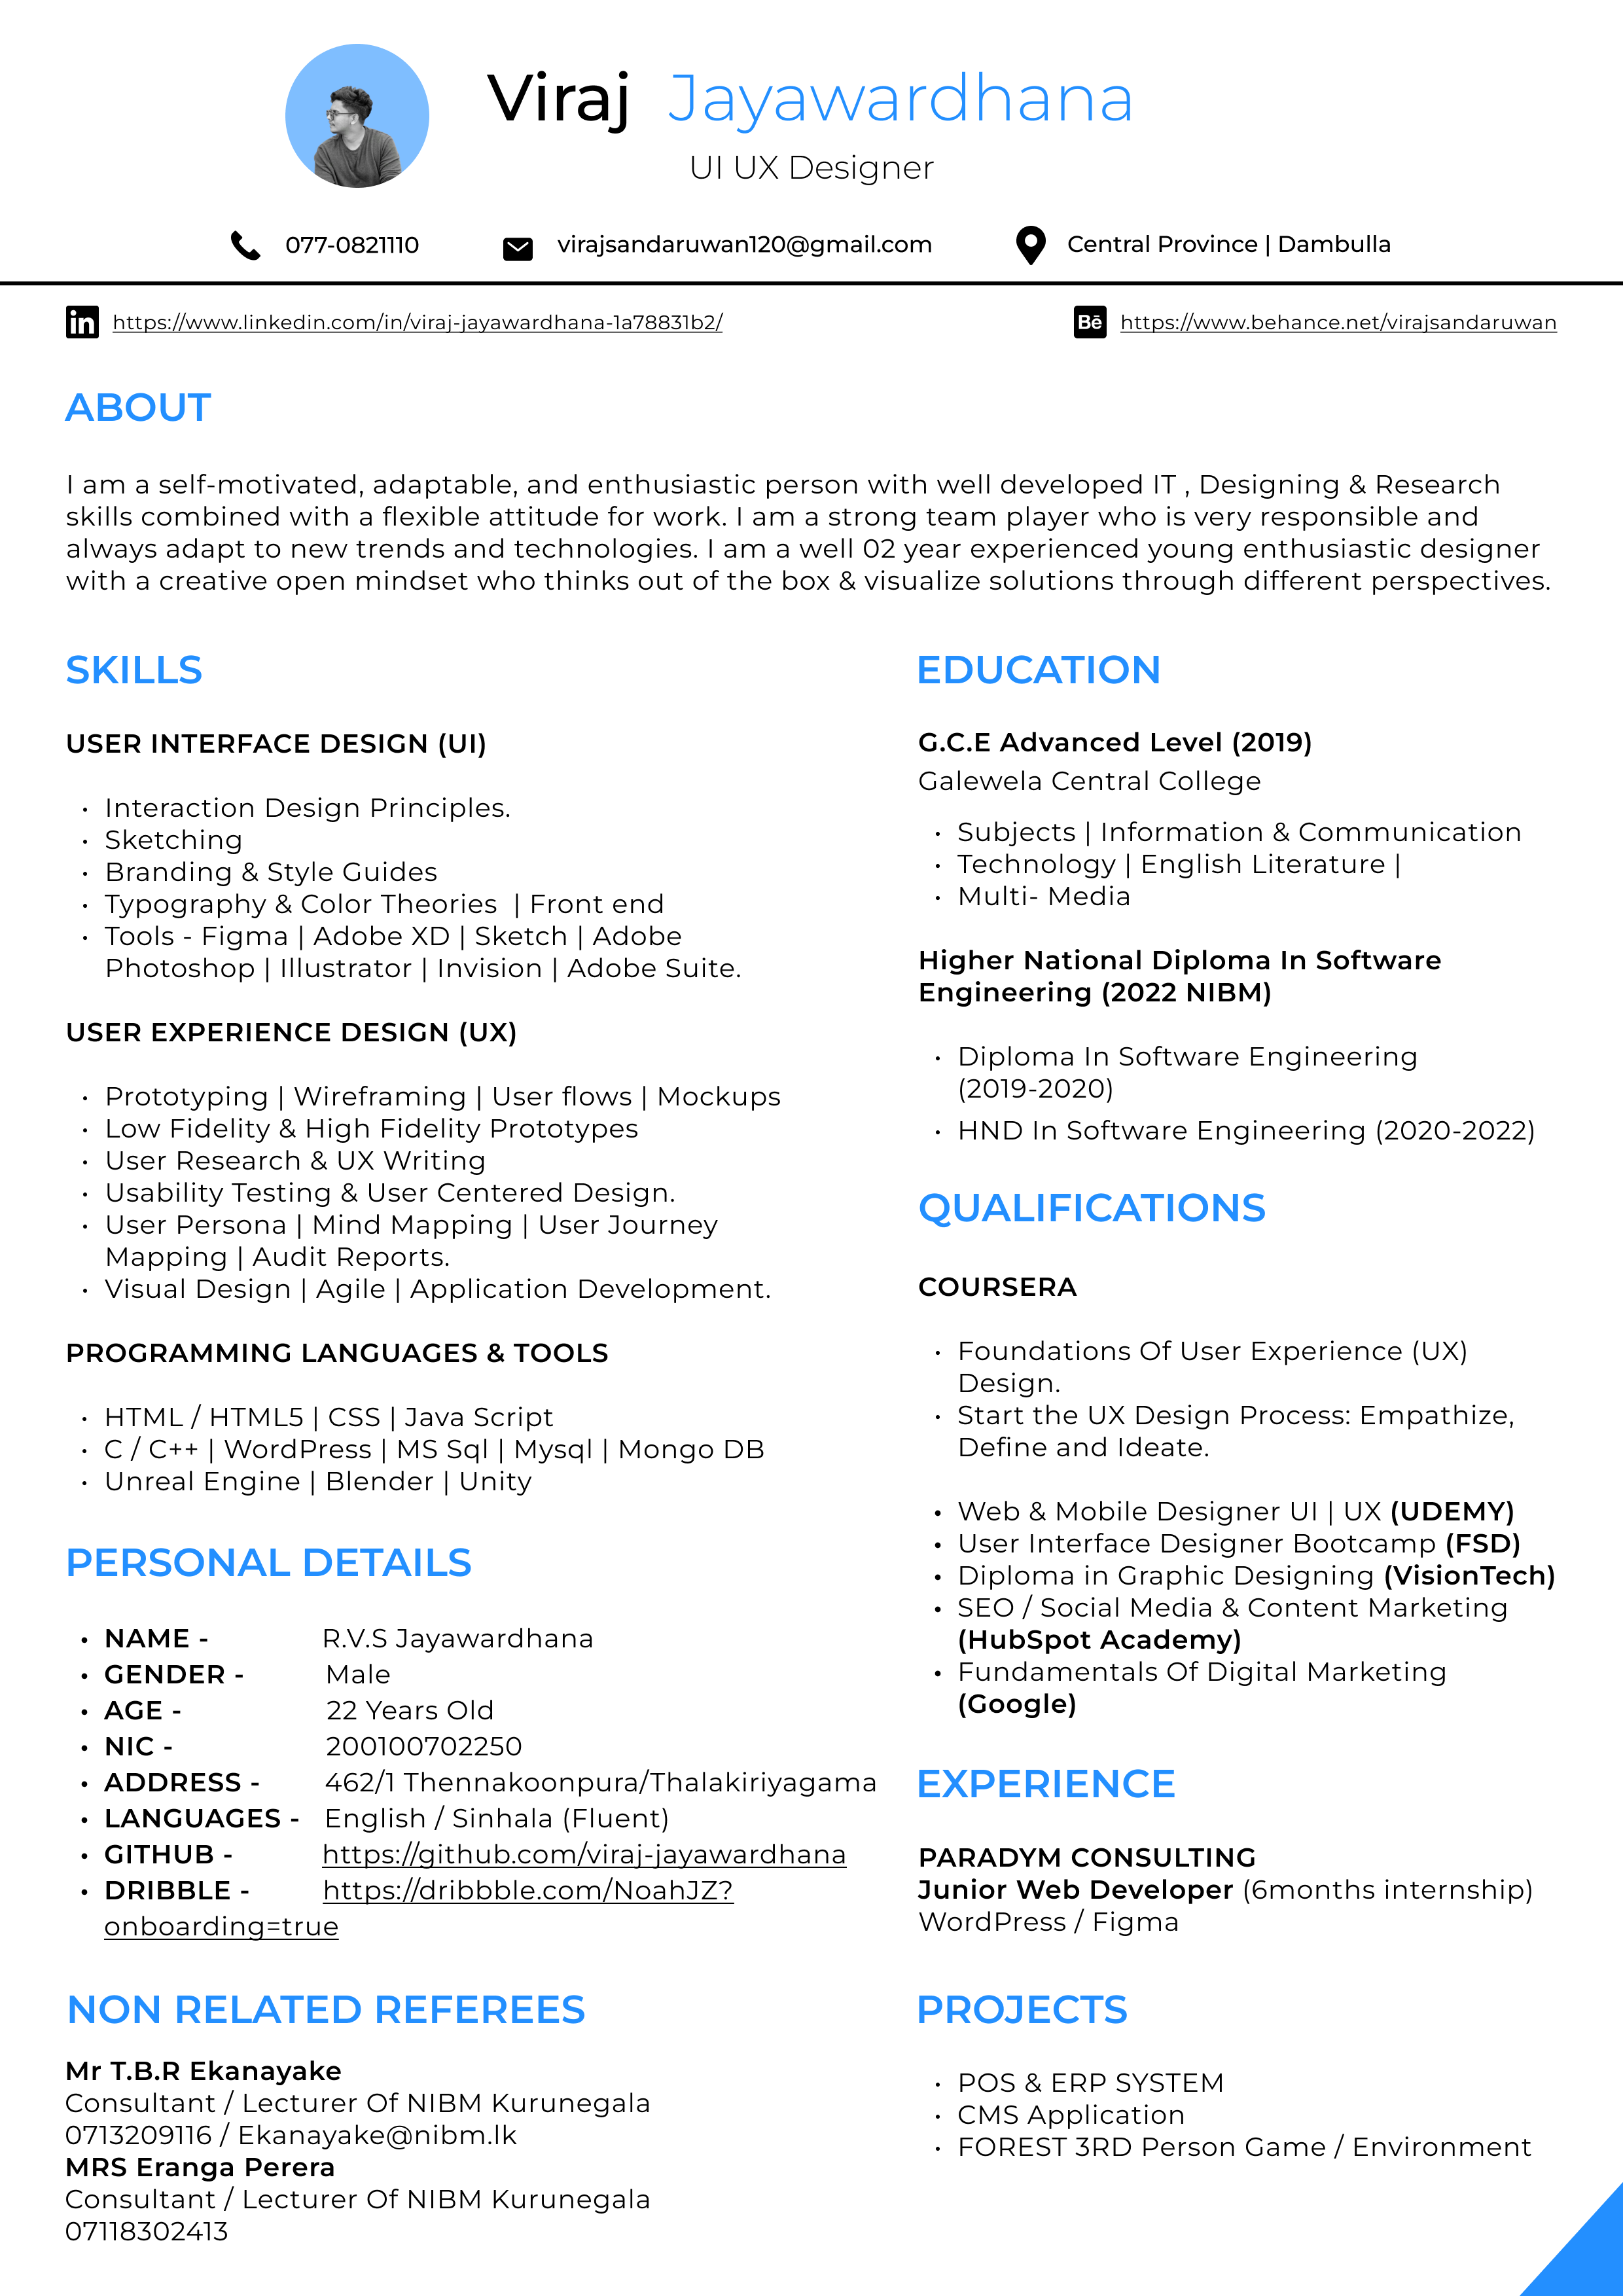 Viraj Jayawardhana
UI UX Designer
077-0821110
virajsandaruwan120@gmail.com
Central Province | Dambulla
in https://www.linkedin.com/in/viraj-jayawardhana-1a78831b2/
Bē https://www.behance.net/virajsandaruwan
ABOUT
I am a self-motivated, adaptable, and enthusiastic person with well developed IT , Designing & Research
skills combined with a flexible attitude for work. I am a strong team player who is very responsible and
always adapt to new trends and technologies. I am a well 02 year experienced young enthusiastic designer
with a creative open mindset who thinks out of the box & visualize solutions through different perspectives.
SKILLS
USER INTERFACE DESIGN (UI)
• Interaction Design Principles.
• Sketching
• Branding & Style Guides
• Typography & Color Theories | Front end
• Tools - Figma | Adobe XD | Sketch | Adobe
Photoshop | Illustrator | Invision | Adobe Suite.
USER EXPERIENCE DESIGN (UX)
• Prototyping | Wireframing | User flows | Mockups
• Low Fidelity & High Fidelity Prototypes
• User Research & UX Writing
• Usability Testing & User Centered Design.
• User Persona | Mind Mapping | User Journey
Mapping | Audit Reports.
• Visual Design | Agile | Application Development.
PROGRAMMING LANGUAGES & TOOLS
• HTML / HTML5 | CSS | Java Script
• C / C++ | WordPress | MS Sql | Mysql | Mongo DB
• Unreal Engine | Blender | Unity
PERSONAL DETAILS
• NAME - R.V.S Jayawardhana
• GENDER - Male
• AGE - 22 Years Old
• NIC - 200100702250
• ADDRESS - 462/1 Thennakoonpura/Thalakiriyagama
• LANGUAGES - English / Sinhala (Fluent)
• GITHUB - https://github.com/viraj-jayawardhana
• DRIBBLE - https://dribbble.com/NoahJZ?
onboarding=true
NON RELATED REFEREES
Mr T.B.R Ekanayake
Consultant / Lecturer Of NIBM Kurunegala
0713209116 / Ekanayake@nibm.lk
MRS Eranga Perera
Consultant / Lecturer Of NIBM Kurunegala
07118302413
EDUCATION
G.C.E Advanced Level (2019)
Galewela Central College
• Subjects | Information & Communication
• Technology | English Literature |
• Multi- Media
Higher National Diploma In Software
Engineering (2022 NIBM)
• Diploma In Software Engineering
(2019-2020)
• HND In Software Engineering (2020-2022)
QUALIFICATIONS
COURSERA
• Foundations Of User Experience (UX)
Design.
• Start the UX Design Process: Empathize,
Define and Ideate.
• Web & Mobile Designer UI | UX (UDEMY)
• User Interface Designer Bootcamp (FSD)
• Diploma in Graphic Designing (VisionTech)
• SEO / Social Media & Content Marketing
(HubSpot Academy)
• Fundamentals Of Digital Marketing
(Google)
EXPERIENCE
PARADYM CONSULTING
Junior Web Developer (6months internship)
WordPress / Figma
PROJECTS
• POS & ERP SYSTEM
• CMS Application
• FOREST 3RD Person Game / Environment